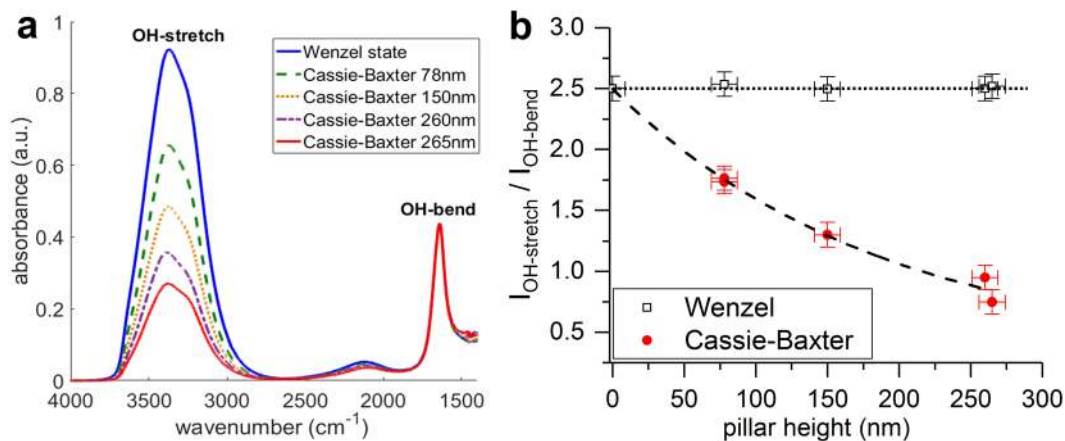 a
OH-stretch
Wenzel state
Cassie-Baxter 78nm
Cassie-Baxter 150nm
Cassie-Baxter 260nm
Cassie-Baxter 265nm
OH-bend
absorbance (a.u.)
1
0.8
0.6
0.4
0.2
0
4000 3500 3000 2500 2000 1500
wavenumber (cm⁻¹)
b
I_OH-stretch / I_OH-bend
3.0
2.5
2.0
1.5
1.0
0.5
Wenzel
Cassie-Baxter
0 50 100 150 200 250 300
pillar height (nm)